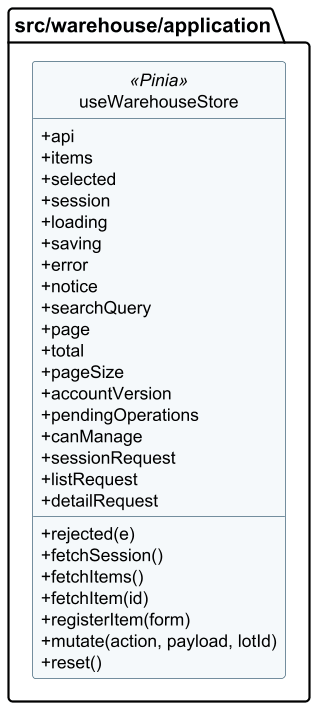 src/warehouse/application
«Pinia»
useWarehouseStore
+api
+items
+selected
+session
+loading
+saving
+error
+notice
+searchQuery
+page
+total
+pageSize
+accountVersion
+pendingOperations
+canManage
+sessionRequest
+listRequest
+detailRequest
+rejected(e)
+fetchSession()
+fetchItems()
+fetchItem(id)
+registerItem(form)
+mutate(action, payload, lotId)
+reset()